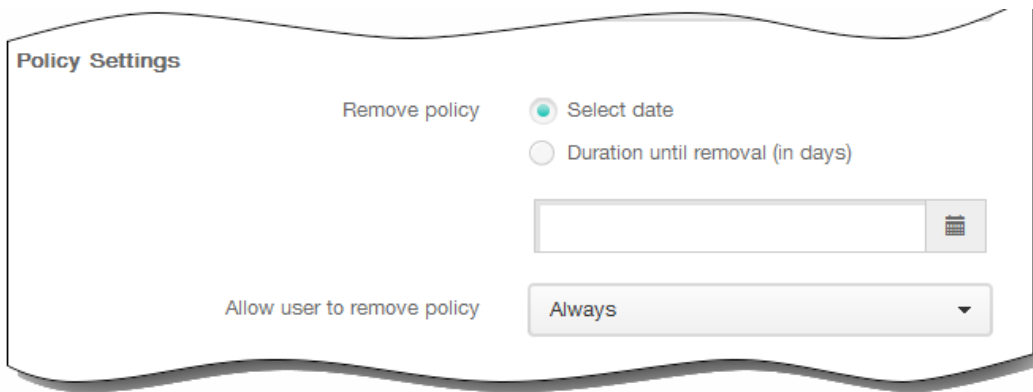 Policy Settings
Remove policy
Select date
Duration until removal (in days)
Allow user to remove policy
Always